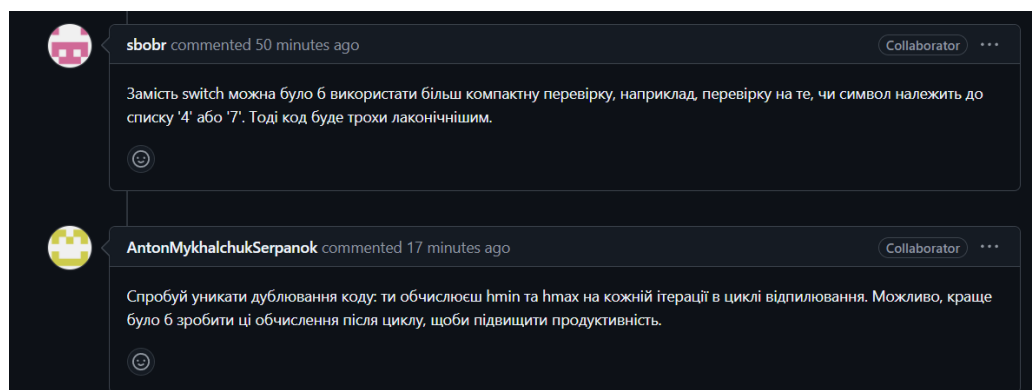 sbobr commented 50 minutes ago Collaborator ...
Замість switch можна було б використати більш компактну перевірку, наприклад, перевірку на те, чи символ належить до
списку '4' або '7'. Тоді код буде трохи лаконічнішим.
AntonMykhalchukSerpanok commented 17 minutes ago Collaborator ...
Спробуй уникати дублювання коду: ти обчислюєш hmin та hmax на кожній ітерації в циклі відпилювання. Можливо, краще
було б зробити ці обчислення після циклу, щоби підвищити продуктивність.